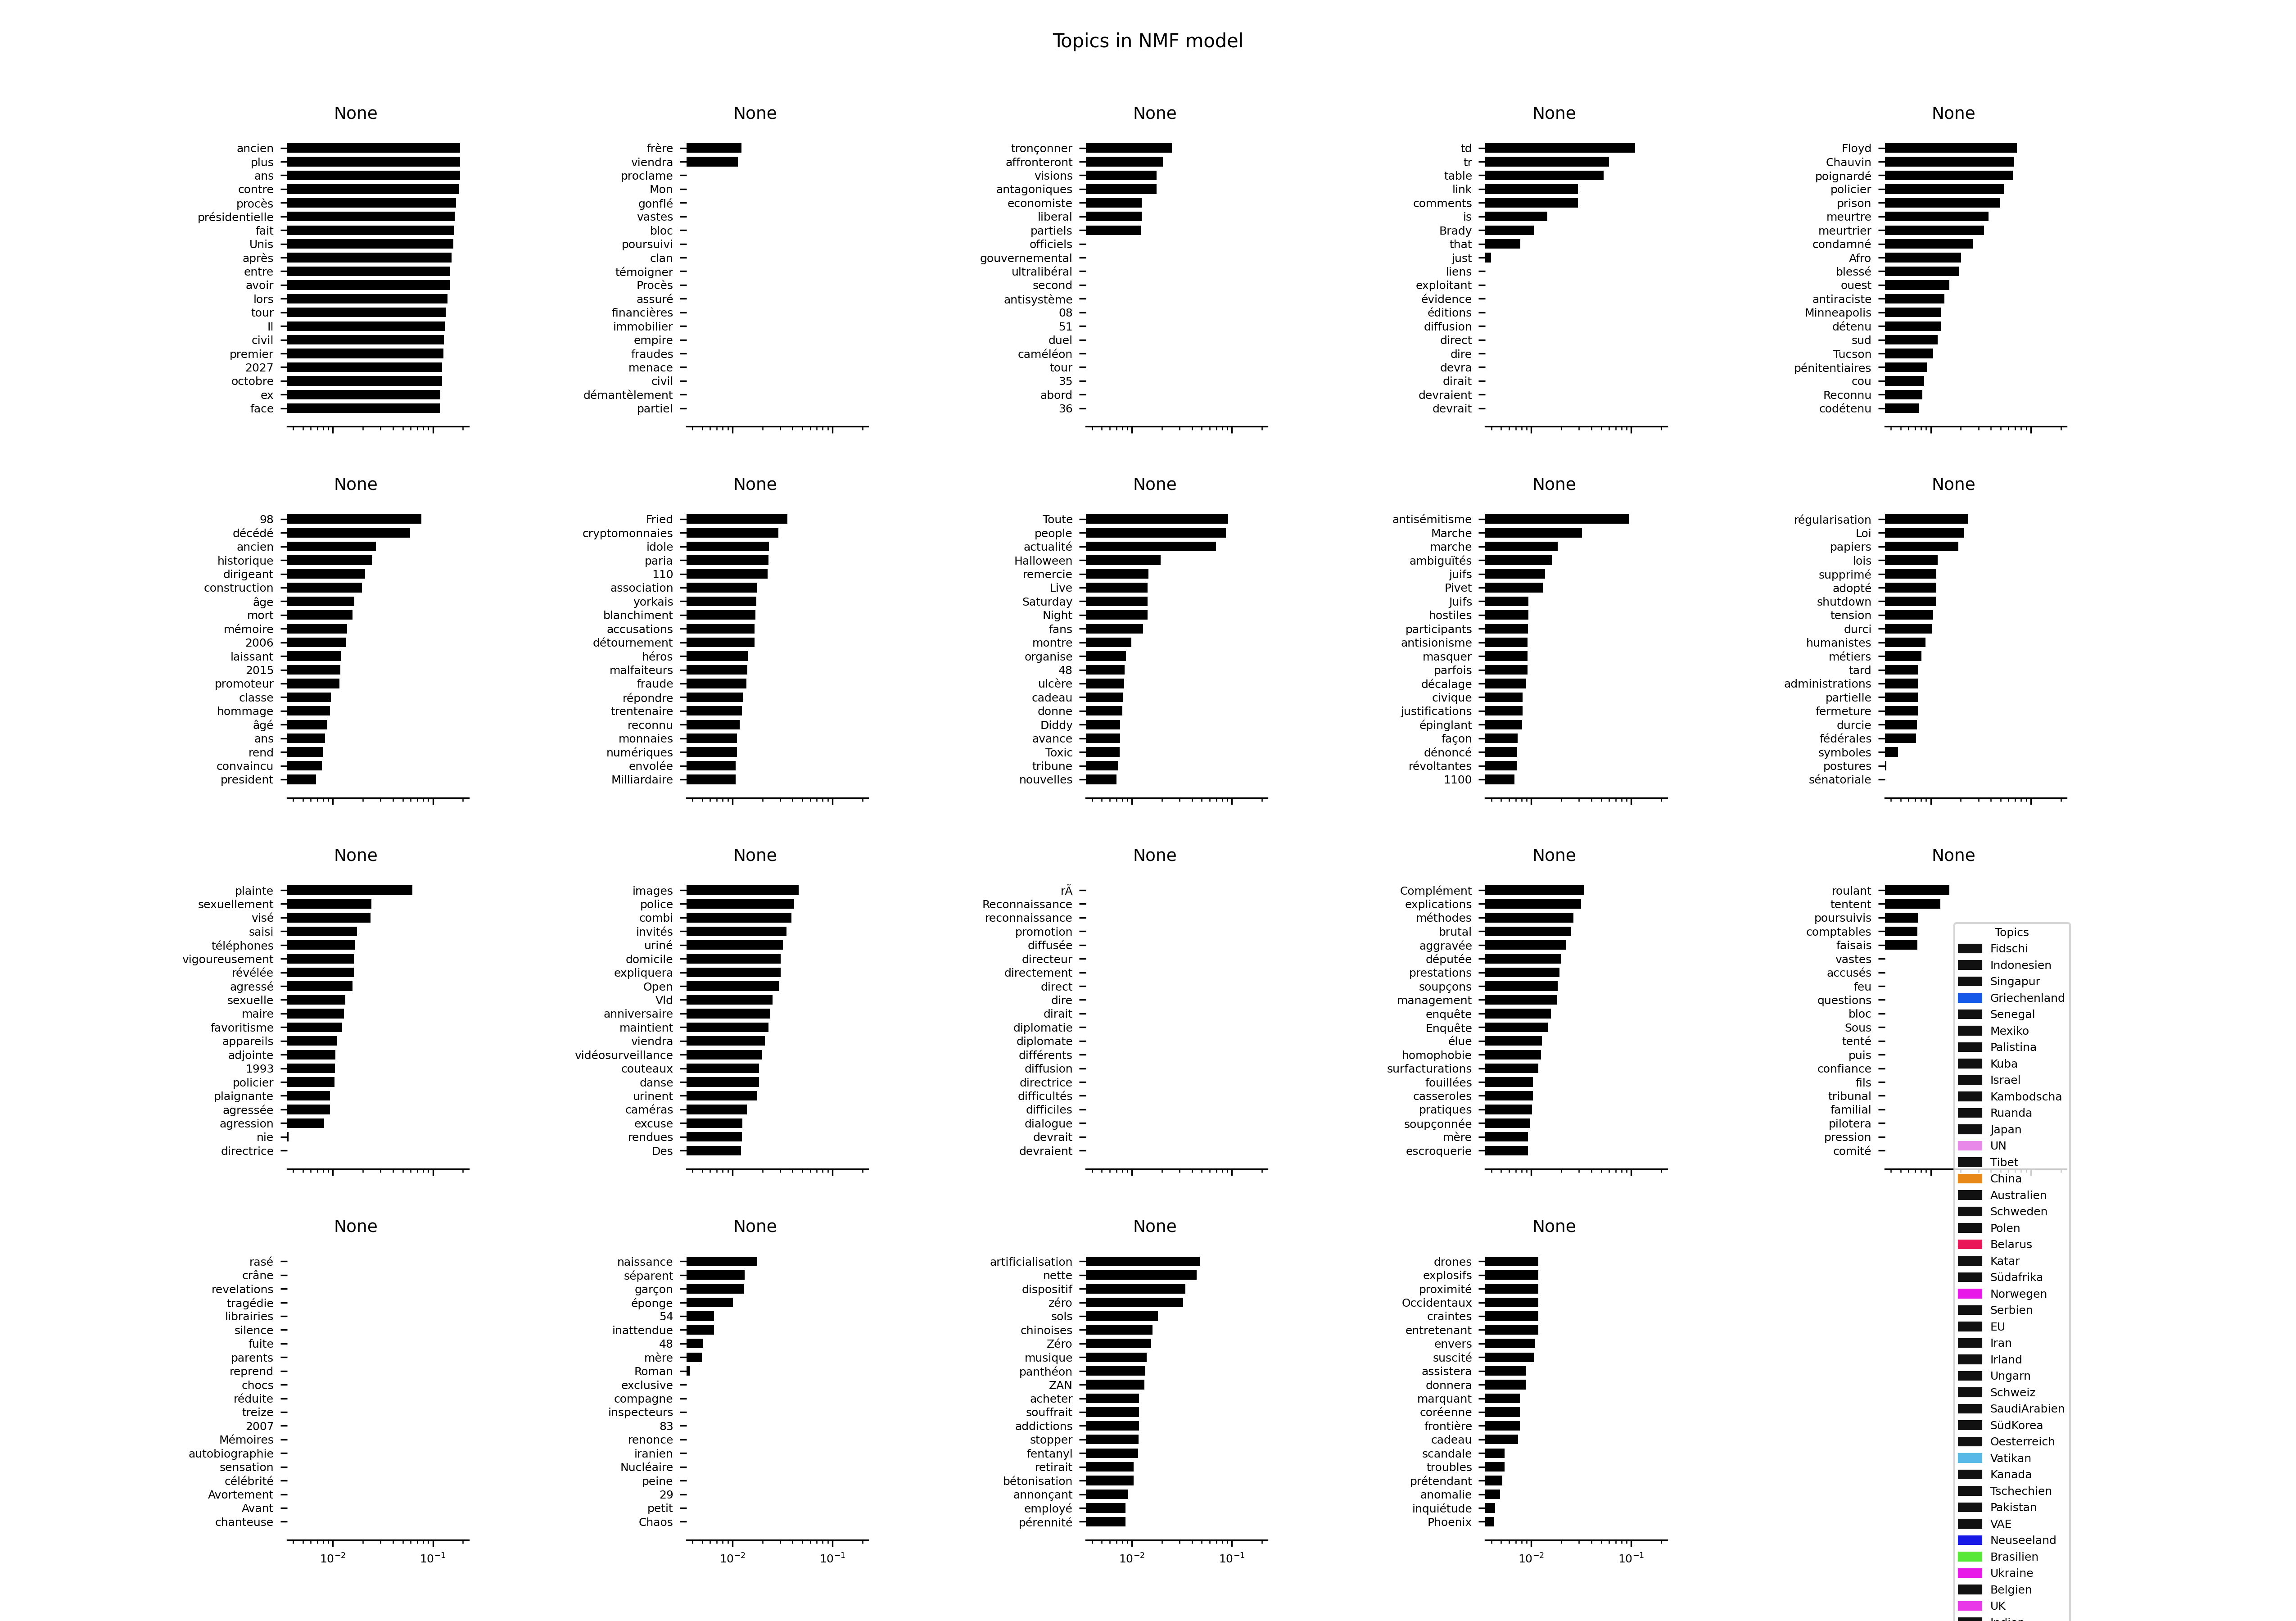 Topics in NMF model
None
ancien
plus
ans
contre
procès
présidentielle
fait
Unis
après
entre
avoir
lors
tour
Il
civil
premier
2027
octobre
ex
face
None
frère
viendra
proclame
Mon
gonflé
vastes
bloc
poursuivi
clan
témoigner
Procès
assuré
financières
immobilier
empire
fraudes
menace
civil
démantèlement
partiel
None
tronçonner
affronteront
visions
antagoniques
economiste
liberal
partiels
officiels
gouvernemental
ultralibéral
second
antisystème
08
51
duel
caméléon
tour
35
abord
36
None
td
tr
table
link
comments
is
Brady
that
just
liens
exploitant
évidence
éditions
diffusion
direct
dire
devra
dirait
devraient
devrait
None
Floyd
Chauvin
poignardé
policier
prison
meurtre
meurtrier
condamné
Afro
blessé
ouest
antiraciste
Minneapolis
détenu
sud
Tucson
pénitentiaires
cou
Reconnu
codétenu
None
98
décédé
ancien
historique
dirigeant
construction
âge
mort
mémoire
2006
laissant
2015
promoteur
classe
hommage
âgé
ans
rend
convaincu
president
None
Fried
cryptomonnaies
idole
paria
110
association
yorkais
blanchiment
accusations
détournement
héros
malfaiteurs
fraude
répondre
trentenaire
reconnu
monnaies
numériques
envolée
Milliardaire
None
Toute
people
actualité
Halloween
remercie
Live
Saturday
Night
fans
montre
organise
48
ulcère
cadeau
donne
Diddy
avance
Toxic
tribune
nouvelles
None
antisémitisme
Marche
marche
ambiguïtés
juifs
Pivet
Juifs
hostiles
participants
antisionisme
masquer
parfois
décalage
civique
justifications
épinglant
façon
dénoncé
révoltantes
1100
None
régularisation
Loi
papiers
lois
supprimé
adopté
shutdown
tension
durci
humanistes
métiers
tard
administrations
partielle
fermeture
durcie
fédérales
symboles
postures
sénatoriale
None
plainte
sexuellement
visé
saisi
téléphones
vigoureusement
révélée
agressé
sexuelle
maire
favoritisme
appareils
adjointe
1993
policier
plaignante
agressée
agression
nie
directrice
None
images
police
combi
invités
uriné
domicile
expliquera
Open
Vld
anniversaire
maintient
viendra
vidéosurveillance
couteaux
danse
urinent
caméras
excuse
rendues
Des
None
rÃ
Reconnaissance
reconnaissance
promotion
diffusée
directeur
directement
direct
dire
dirait
diplomatie
diplomate
différents
diffusion
directrice
difficultés
difficiles
dialogue
devrait
devraient
None
Complément
explications
méthodes
brutal
aggravée
députée
prestations
soupçons
management
enquête
Enquête
élue
homophobie
surfacturations
fouillées
casseroles
pratiques
soupçonnée
mère
escroquerie
None
roulant
tentent
poursuivis
comptables
faisais
vastes
accusés
feu
questions
bloc
Sous
tenté
puis
confiance
fils
tribunal
familial
pilotera
pression
comité
None
rasé
crâne
revelations
tragédie
librairies
silence
fuite
parents
reprend
chocs
réduite
treize
2007
Mémoires
autobiographie
sensation
célébrité
Avortement
Avant
chanteuse
10⁻² 10⁻¹
None
naissance
séparent
garçon
éponge
54
inattendue
48
mère
Roman
exclusive
compagne
inspecteurs
83
renonce
iranien
Nucléaire
peine
29
petit
Chaos
10⁻² 10⁻¹
None
artificialisation
nette
dispositif
zéro
sols
chinoises
Zéro
musique
panthéon
ZAN
acheter
souffrait
addictions
stopper
fentanyl
retirait
bétonisation
annonçant
employé
pérennité
10⁻² 10⁻¹
None
drones
explosifs
proximité
Occidentaux
craintes
entretenant
envers
suscité
assistera
donnera
marquant
coréenne
frontière
cadeau
scandale
troubles
prétendant
anomalie
inquiétude
Phoenix
10⁻² 10⁻¹
Topics
Fidschi
Indonesien
Singapur
Griechenland
Senegal
Mexiko
Palistina
Kuba
Israel
Kambodscha
Ruanda
Japan
UN
Tibet
China
Australien
Schweden
Polen
Belarus
Katar
Südafrika
Norwegen
Serbien
EU
Iran
Irland
Ungarn
Schweiz
SaudiArabien
SüdKorea
Oesterreich
Vatikan
Kanada
Tschechien
Pakistan
VAE
Neuseeland
Brasilien
Ukraine
Belgien
UK